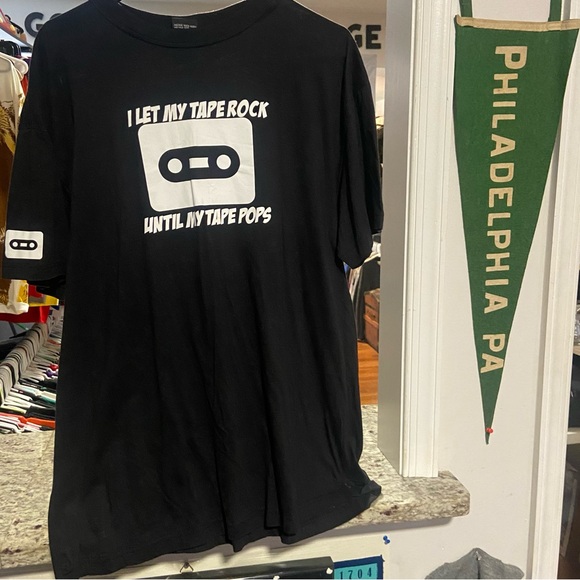 I LET MY TAPE ROCK
UNTIL MY TAPE POPS
PHILADELPHIA PA
1704